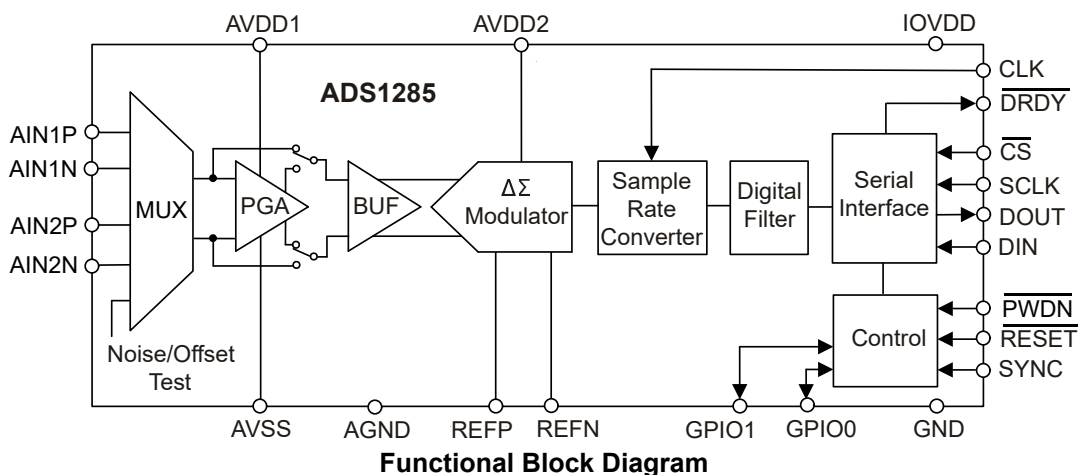 AVDD1
AVDD2
IOVDD
ADS1285
CLK
DRDY
AIN1P
AIN1N
AIN2P
AIN2N
MUX
PGA
BUF
ΔΣ
Modulator
Sample
Rate
Converter
Digital
Filter
Serial
Interface
CS
SCLK
DOUT
DIN
Noise/Offset
Test
Control
PWDN
RESET
SYNC
AVSS
AGND
REFP
REFN
GPIO1
GPIO0
GND
Functional Block Diagram